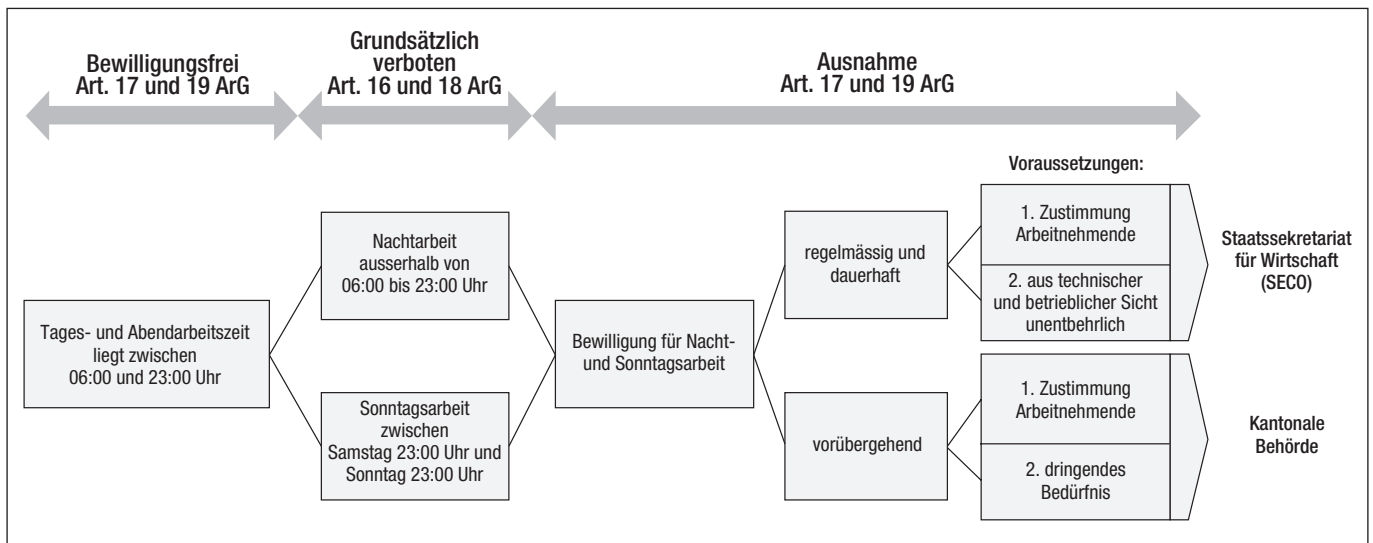 Bewilligungsfrei
Art. 17 und 19 ArG
Grundsätzlich
verboten
Art. 16 und 18 ArG
Ausnahme
Art. 17 und 19 ArG
Voraussetzungen:
Tages- und Abendarbeitszeit
liegt zwischen
06:00 und 23:00 Uhr
Nachtarbeit
ausserhalb von
06:00 bis 23:00 Uhr
Sonntagsarbeit
zwischen
Samstag 23:00 Uhr und
Sonntag 23:00 Uhr
Bewilligung für Nacht-
und Sonntagsarbeit
regelmässig und
dauerhaft
1. Zustimmung
Arbeitnehmende
2. aus technischer
und betrieblicher Sicht
unentbehrlich
Staatssekretariat
für Wirtschaft
(SECO)
vorübergehend
1. Zustimmung
Arbeitnehmende
2. dringendes
Bedürfnis
Kantonale
Behörde